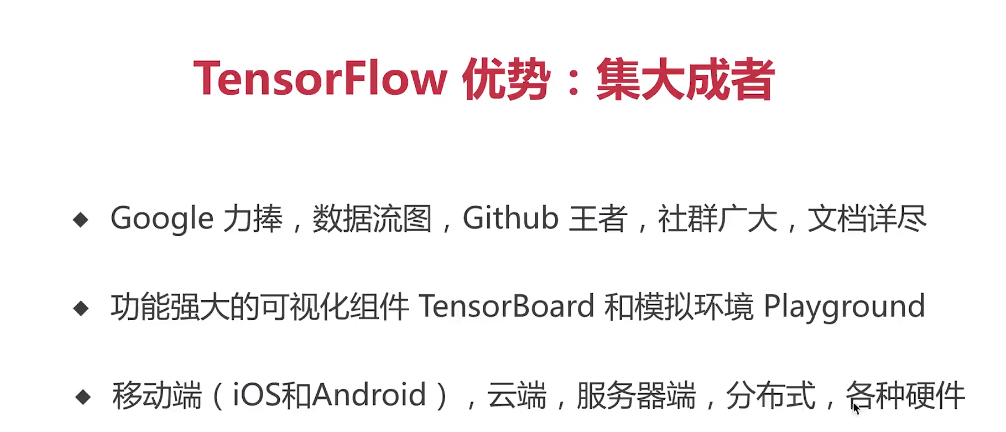 TensorFlow 优势：集大成者
◆ Google 力捧，数据流图，Github 王者，社群广大，文档详尽
◆ 功能强大的可视化组件 TensorBoard 和模拟环境 Playground
◆ 移动端（iOS和Android），云端，服务器端，分布式，各种硬件